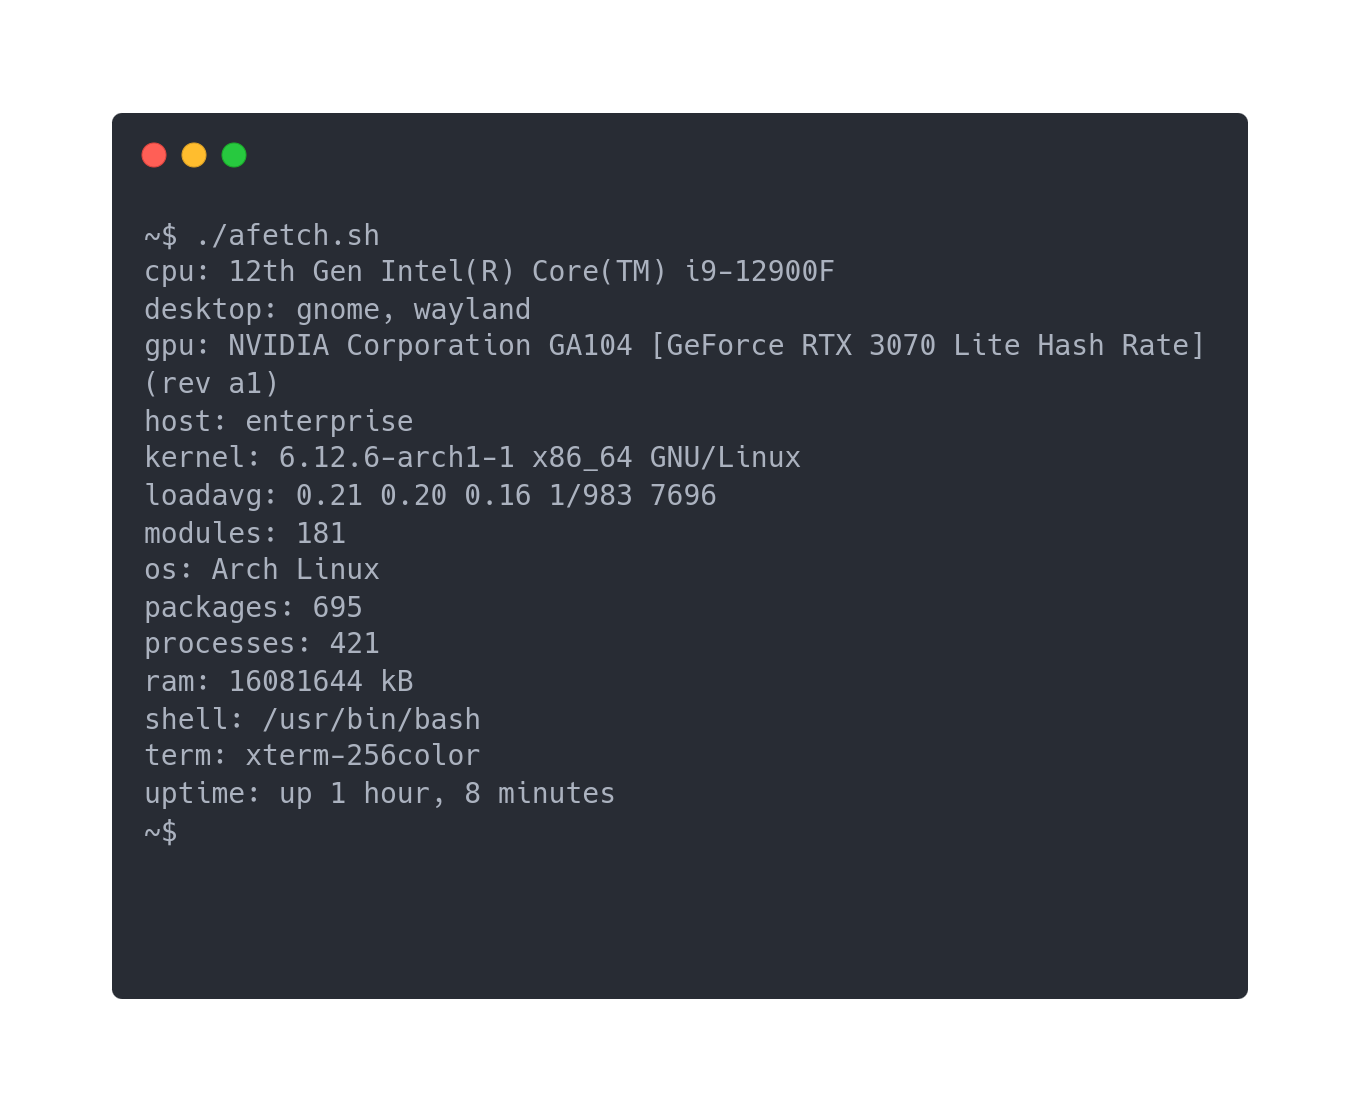 ~$ ./afetch.sh
cpu: 12th Gen Intel(R) Core(TM) i9-12900F
desktop: gnome, wayland
gpu: NVIDIA Corporation GA104 [GeForce RTX 3070 Lite Hash Rate]
(rev a1)
host: enterprise
kernel: 6.12.6-arch1-1 x86_64 GNU/Linux
loadavg: 0.21 0.20 0.16 1/983 7696
modules: 181
os: Arch Linux
packages: 695
processes: 421
ram: 16081644 kB
shell: /usr/bin/bash
term: xterm-256color
uptime: up 1 hour, 8 minutes
~$